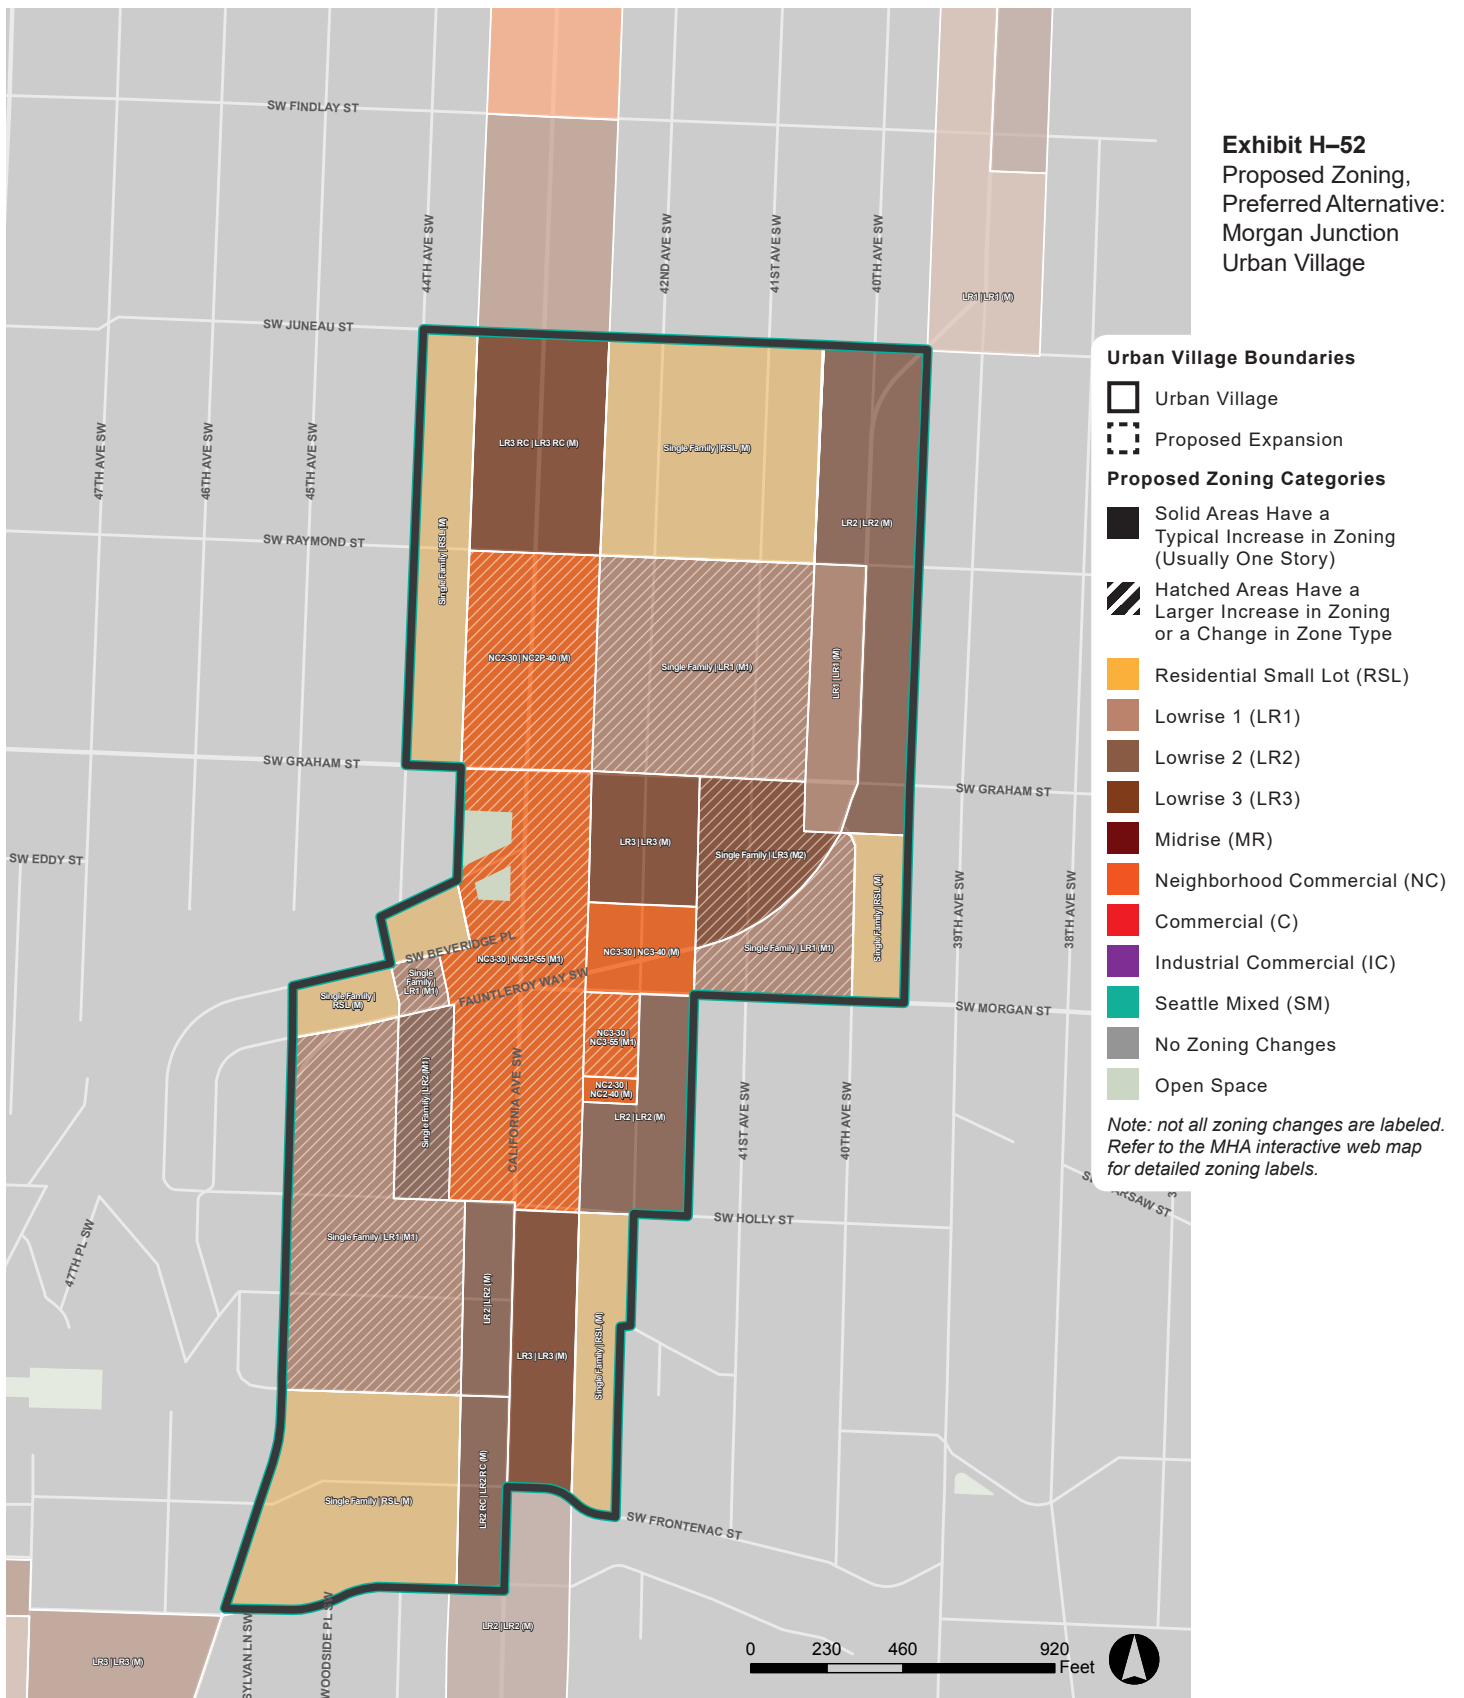 Exhibit H–52
Proposed Zoning,
Preferred Alternative:
Morgan Junction
Urban Village
Urban Village Boundaries
Urban Village
Proposed Expansion
Proposed Zoning Categories
Solid Areas Have a
Typical Increase in Zoning
(Usually One Story)
Hatched Areas Have a
Larger Increase in Zoning
or a Change in Zone Type
Residential Small Lot (RSL)
Lowrise 1 (LR1)
Lowrise 2 (LR2)
Lowrise 3 (LR3)
Midrise (MR)
Neighborhood Commercial (NC)
Commercial (C)
Industrial Commercial (IC)
Seattle Mixed (SM)
No Zoning Changes
Open Space
Note: not all zoning changes are labeled.
Refer to the MHA interactive web map
for detailed zoning labels.
SW FINDLAY ST
44TH AVE SW
42ND AVE SW
41ST AVE SW
40TH AVE SW
LR1 | LR1 (M)
SW JUNEAU ST
47TH AVE SW
46TH AVE SW
45TH AVE SW
LR3 RC | LR3 RC (M)
Single Family | RSL (M)
LR2 | LR2 (M)
SW RAYMOND ST
Single Family | RSL (M)
NC2-30 | NC2P-40 (M)
Single Family | LR1 (M1)
LR1 | LR1 (M)
SW GRAHAM ST
SW GRAHAM ST
LR3 | LR3 (M)
Single Family | LR3 (M2)
SW EDDY ST
Single Family | RSL (M)
39TH AVE SW
38TH AVE SW
SW BEVERIDGE PL
NC3-30 | NC3P-55 (M1)
NC3-30 | NC3-40 (M)
Single Family | LR1 (M1)
Single
Family |
LR1 (M1)
Single Family |
RSL (M)
FAUNTLEROY WAY SW
SW MORGAN ST
NC3-30 |
NC3-55 (M1)
NC2-30 |
NC2-40 (M)
Single Family | LR2 (M1)
CALIFORNIA AVE SW
LR2 | LR2 (M)
41ST AVE SW
40TH AVE SW
47TH PL SW
Single Family | LR1 (M1)
SW HOLLY ST
LR2 | LR2 (M)
LR3 | LR3 (M)
Single Family | RSL (M)
Single Family | RSL (M)
LR2 RC | LR2 RC (M)
SW FRONTENAC ST
SYLVAN LN SW
WOODSIDE PL SW
LR2 | LR2 (M)
LR3 | LR3 (M)
0 230 460 920
Feet